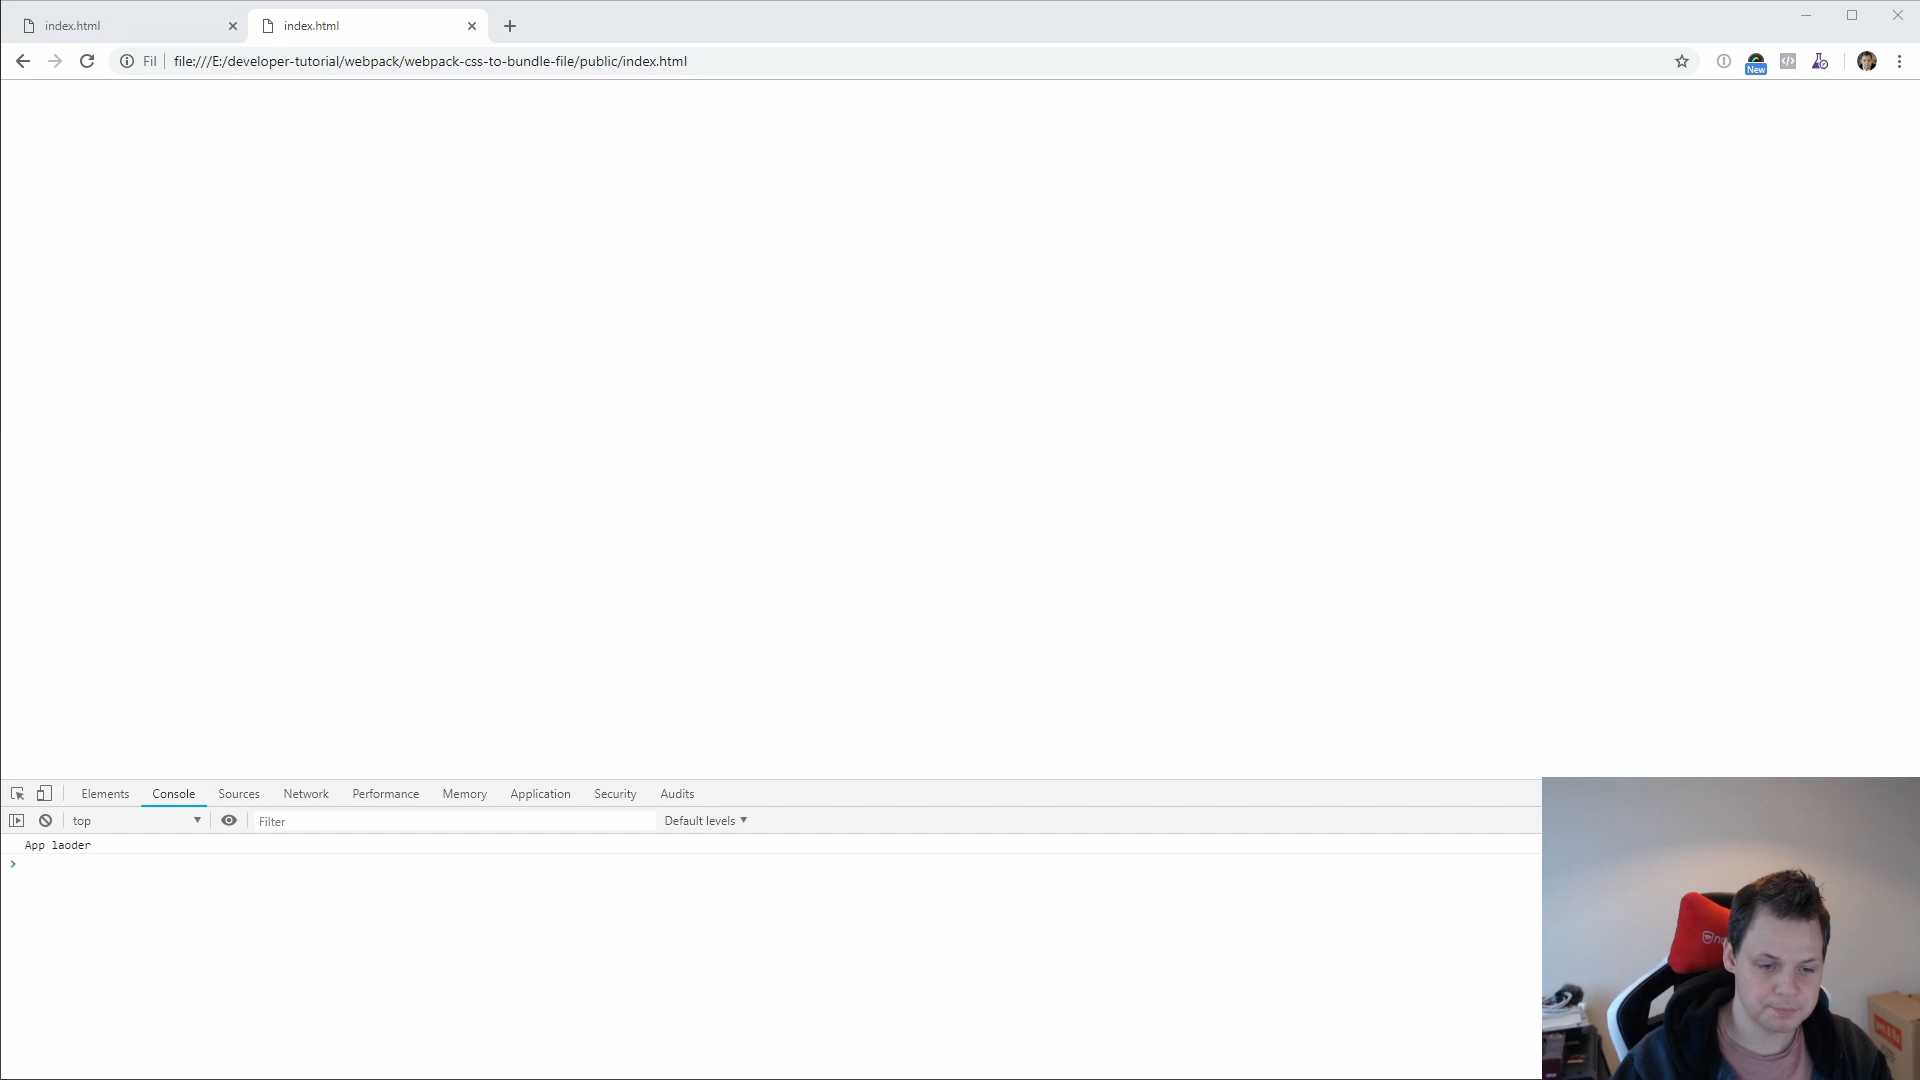 index.html
index.html
Fil
file:///E:/developer-tutorial/webpack/webpack-css-to-bundle-file/public/index.html
New
Elements Console Sources Network Performance Memory Application Security Audits
top
Filter
Default levels
App laoder